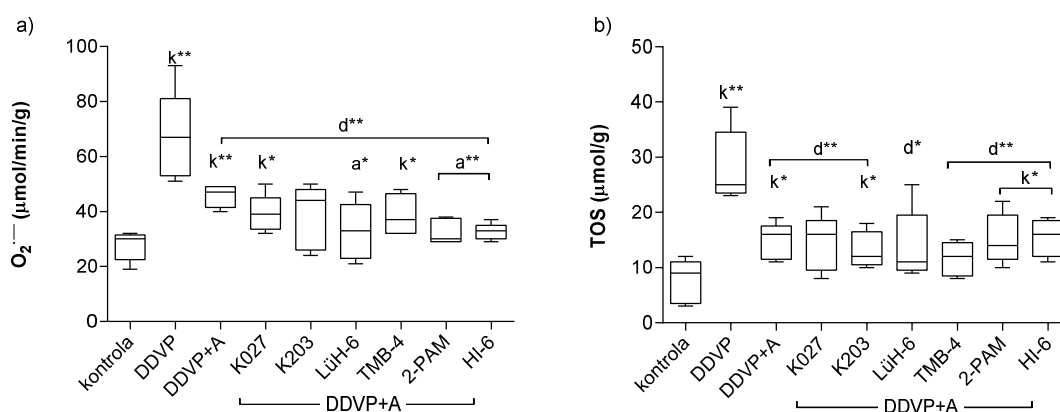 a)
O₂·— (μmol/min/g)
100
80
60
40
20
0
k**
k**
k*
d**
a*
k*
a**
kontrola
DDVP
DDVP+A
K027
K203
LüH-6
TMB-4
2-PAM
HI-6
DDVP+A
b)
TOS (μmol/g)
50
40
30
20
10
0
k**
d**
k*
k*
d*
d**
k*
kontrola
DDVP
DDVP+A
K027
K203
LüH-6
TMB-4
2-PAM
HI-6
DDVP+A